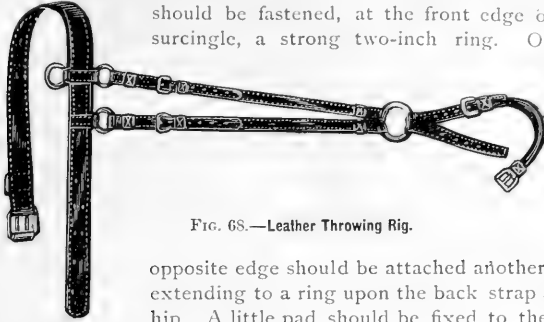 should be fastened, at the front edge o
surcingle, a strong two-inch ring. O
FIG. 68.—Leather Throwing Rig.
opposite edge should be attached another
extending to a ring upon the back strap
hip. A little pad should be fixed to the